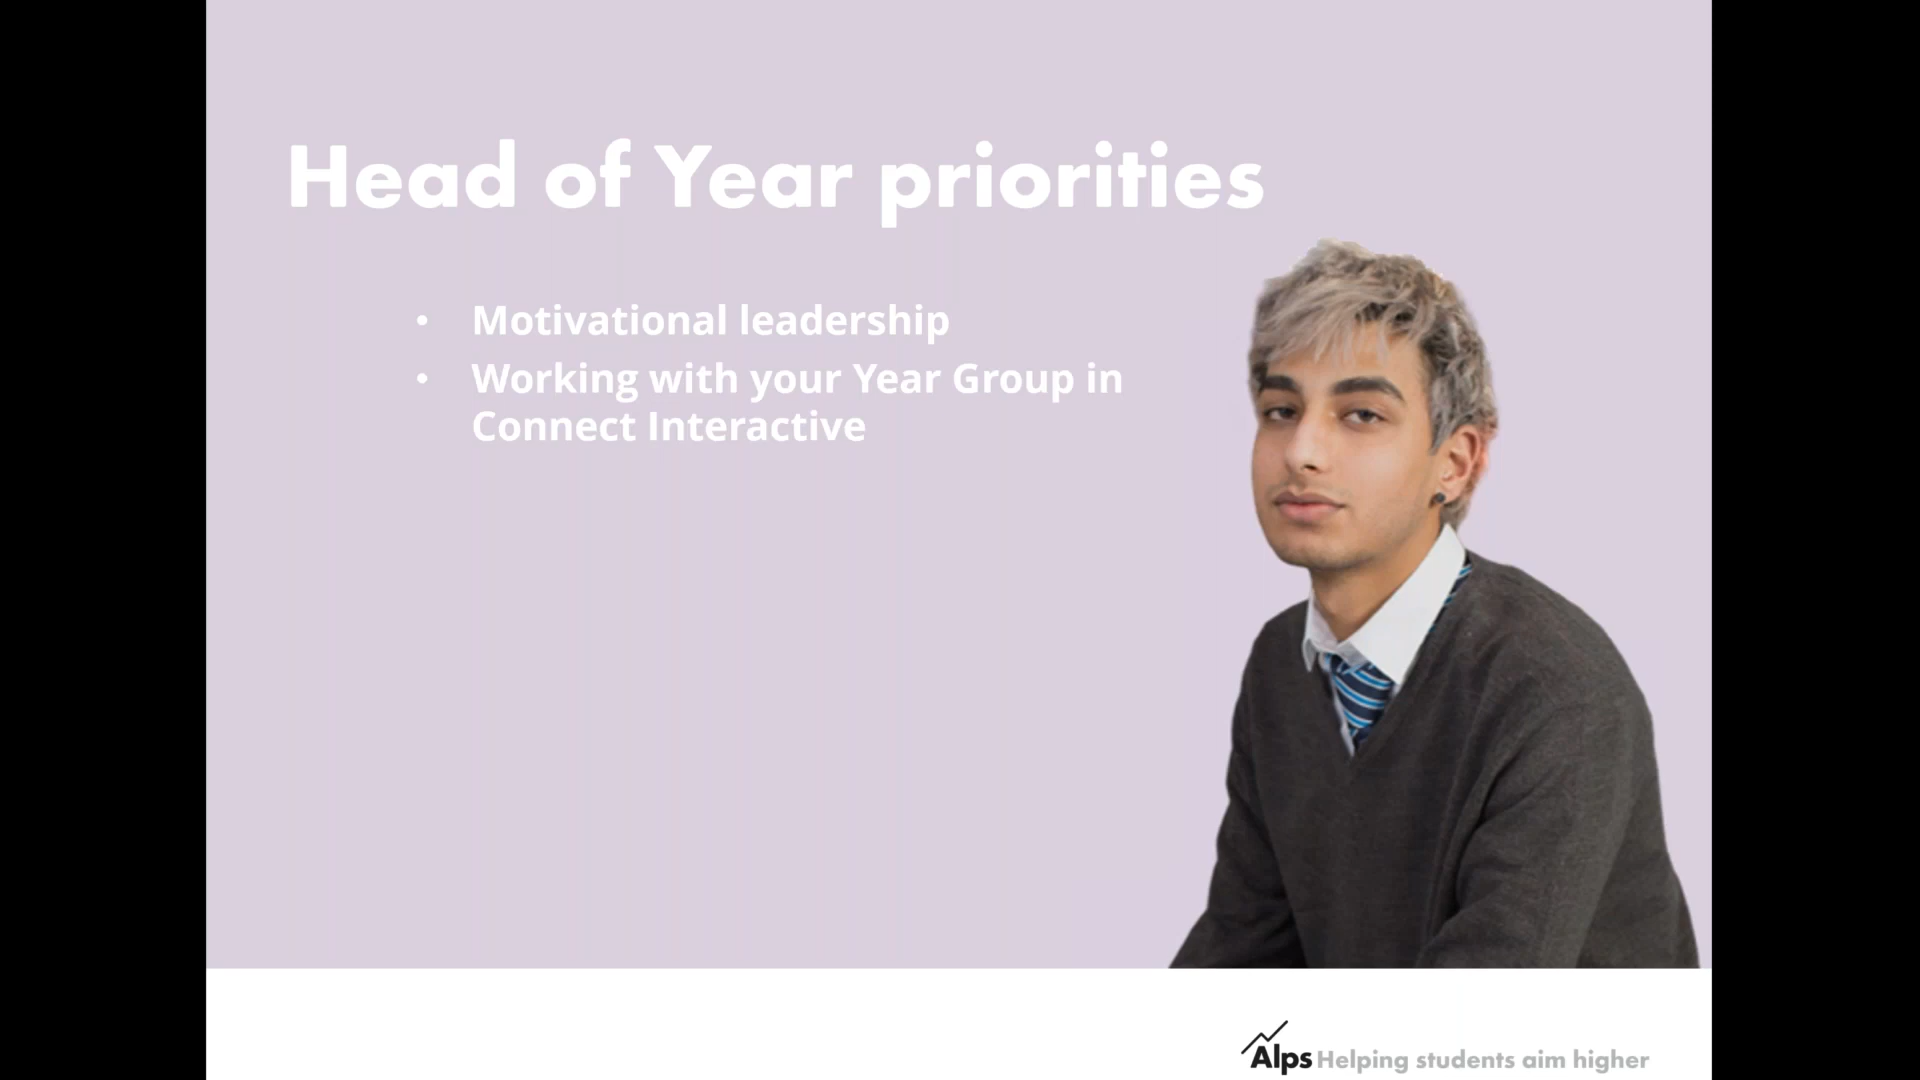 Head of Year priorities
• Motivational leadership
• Working with your Year Group in
Connect Interactive
Alps Helping students aim higher